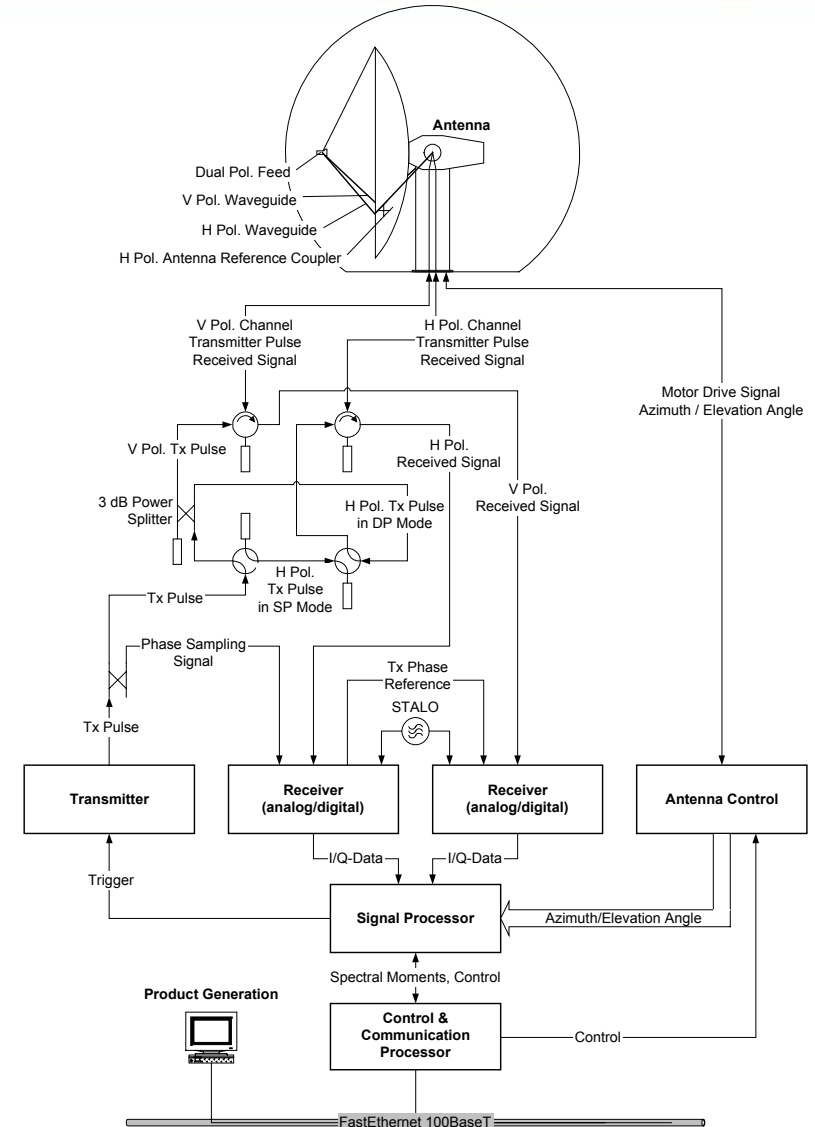 Antenna
Dual Pol. Feed
V Pol. Waveguide
H Pol. Waveguide
H Pol. Antenna Reference Coupler
V Pol. Channel
Transmitter Pulse
Received Signal
H Pol. Channel
Transmitter Pulse
Received Signal
Motor Drive Signal
Azimuth / Elevation Angle
V Pol. Tx Pulse
H Pol.
Received Signal
V Pol.
Received Signal
3 dB Power
Splitter
H Pol. Tx Pulse
in DP Mode
H Pol.
Tx Pulse
in SP Mode
Tx Pulse
Phase Sampling
Signal
Tx Phase
Reference
STALO
Tx Pulse
Transmitter
Receiver
(analog/digital)
Receiver
(analog/digital)
Antenna Control
I/Q-Data
I/Q-Data
Trigger
Signal Processor
Azimuth/Elevation Angle
Spectral Moments, Control
Product Generation
Control &
Communication
Processor
Control
FastEthernet 100BaseT